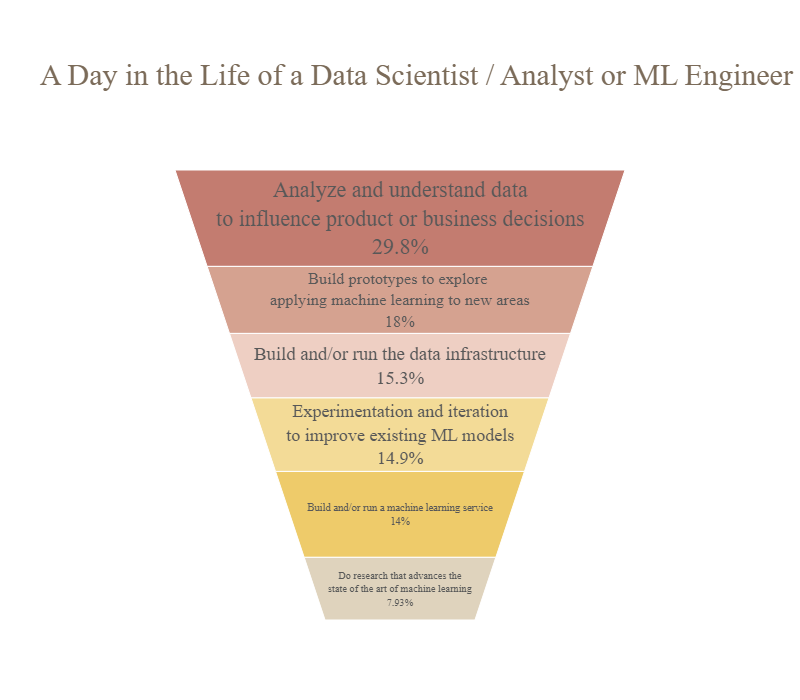 A Day in the Life of a Data Scientist / Analyst or ML Engineer
Analyze and understand data
to influence product or business decisions
29.8%
Build prototypes to explore
applying machine learning to new areas
18%
Build and/or run the data infrastructure
15.3%
Experimentation and iteration
to improve existing ML models
14.9%
Build and/or run a machine learning service
14%
Do research that advances the
state of the art of machine learning
7.93%